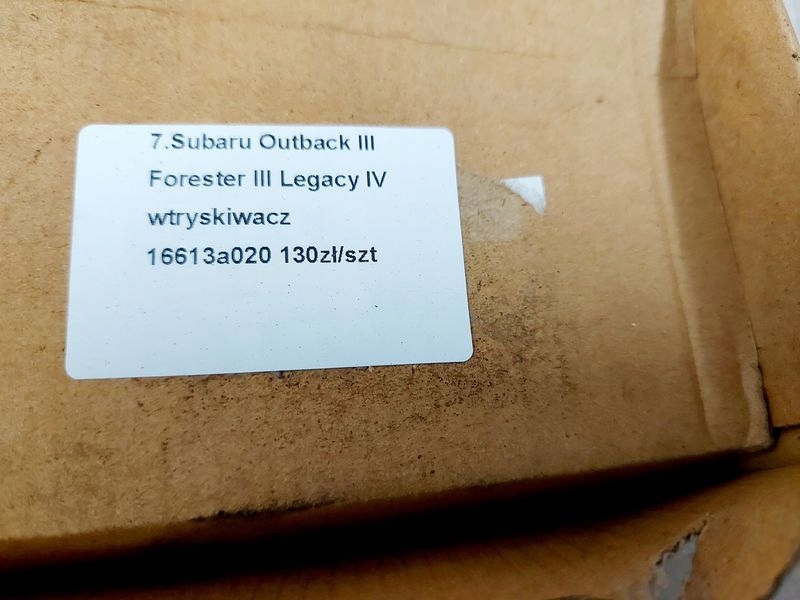 7.Subaru Outback III
Forester III Legacy IV
wtryskiwacz
16613a020 130zł/szt